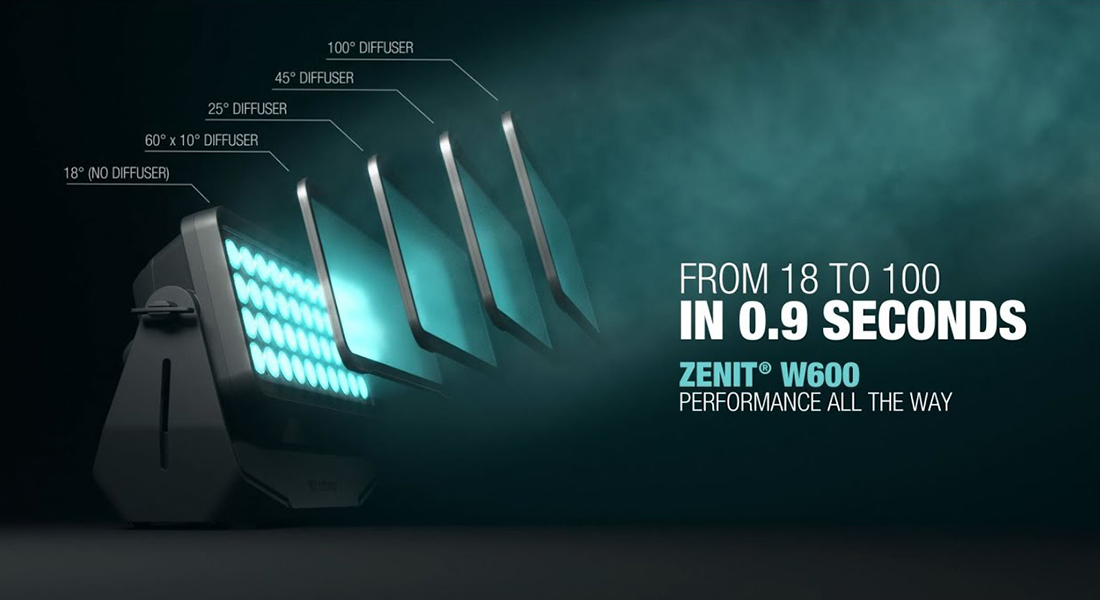 100° DIFFUSER
45° DIFFUSER
25° DIFFUSER
60° x 10° DIFFUSER
18° (NO DIFFUSER)
FROM 18 TO 100
IN 0.9 SECONDS
ZENIT® W600
PERFORMANCE ALL THE WAY